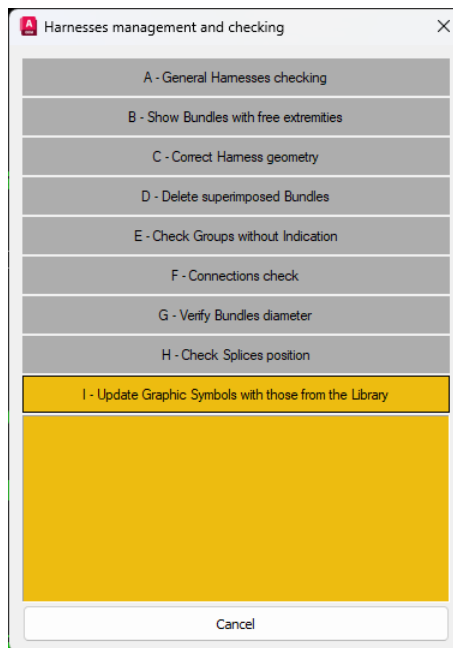 Harnesses management and checking
A - General Harnesses checking
B - Show Bundles with free extremities
C - Correct Harness geometry
D - Delete superimposed Bundles
E - Check Groups without Indication
F - Connections check
G - Verify Bundles diameter
H - Check Splices position
I - Update Graphic Symbols with those from the Library
Cancel